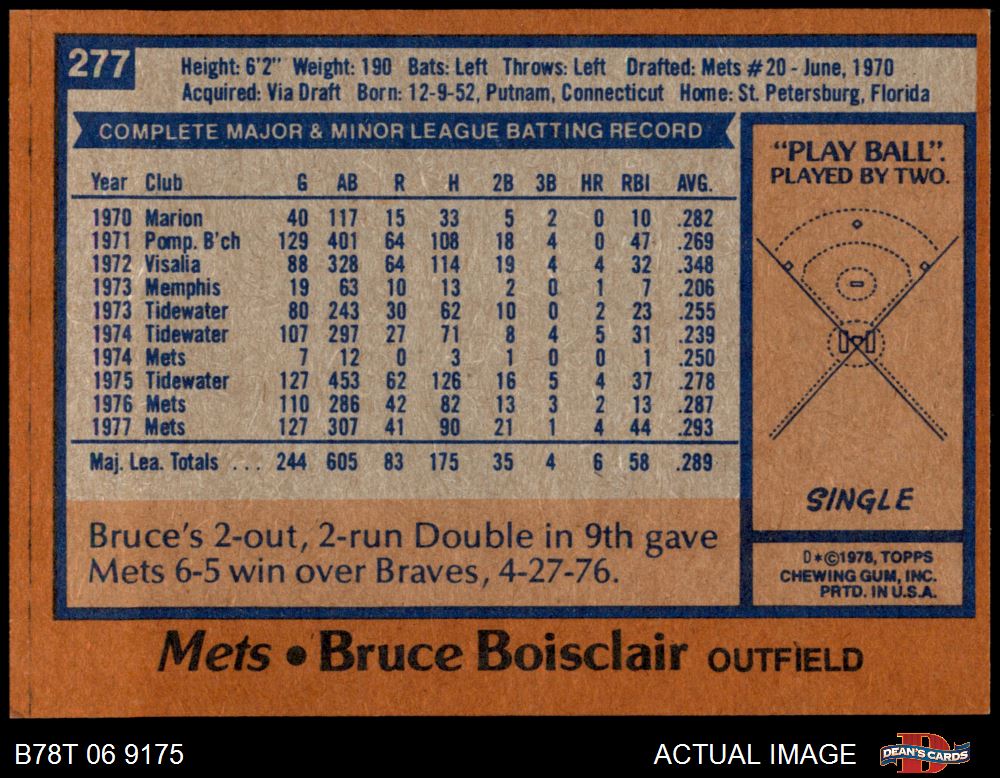 277
Height: 6'2" Weight: 190 Bats: Left Throws: Left Drafted: Mets #20 - June, 1970
Acquired: Via Draft Born: 12-9-52, Putnam, Connecticut Home: St. Petersburg, Florida
COMPLETE MAJOR & MINOR LEAGUE BATTING RECORD
Year Club G AB R H 2B 3B HR RBI AVG.
1970 Marion 40 117 15 33 5 2 0 10 .282
1971 Pomp. B'ch 129 401 64 108 18 4 0 47 .269
1972 Visalia 88 328 64 114 19 4 4 32 .348
1973 Memphis 19 63 10 13 2 0 1 7 .206
1973 Tidewater 80 243 30 62 10 0 2 23 .255
1974 Tidewater 107 297 27 71 8 4 5 31 .239
1974 Mets 7 12 0 3 1 0 0 1 .250
1975 Tidewater 127 453 62 126 16 5 4 37 .278
1976 Mets 110 286 42 82 13 3 2 13 .287
1977 Mets 127 307 41 90 21 1 4 44 .293
Maj. Lea. Totals ... 244 605 83 175 35 4 6 58 .289
Bruce's 2-out, 2-run Double in 9th gave
Mets 6-5 win over Braves, 4-27-76.
"PLAY BALL".
PLAYED BY TWO.
SINGLE
D*©1978, TOPPS
CHEWING GUM, INC.
PRTD. IN U.S.A.
Mets • Bruce Boisclair OUTFIELD
B78T 06 9175
ACTUAL IMAGE
DEAN'S CARDS